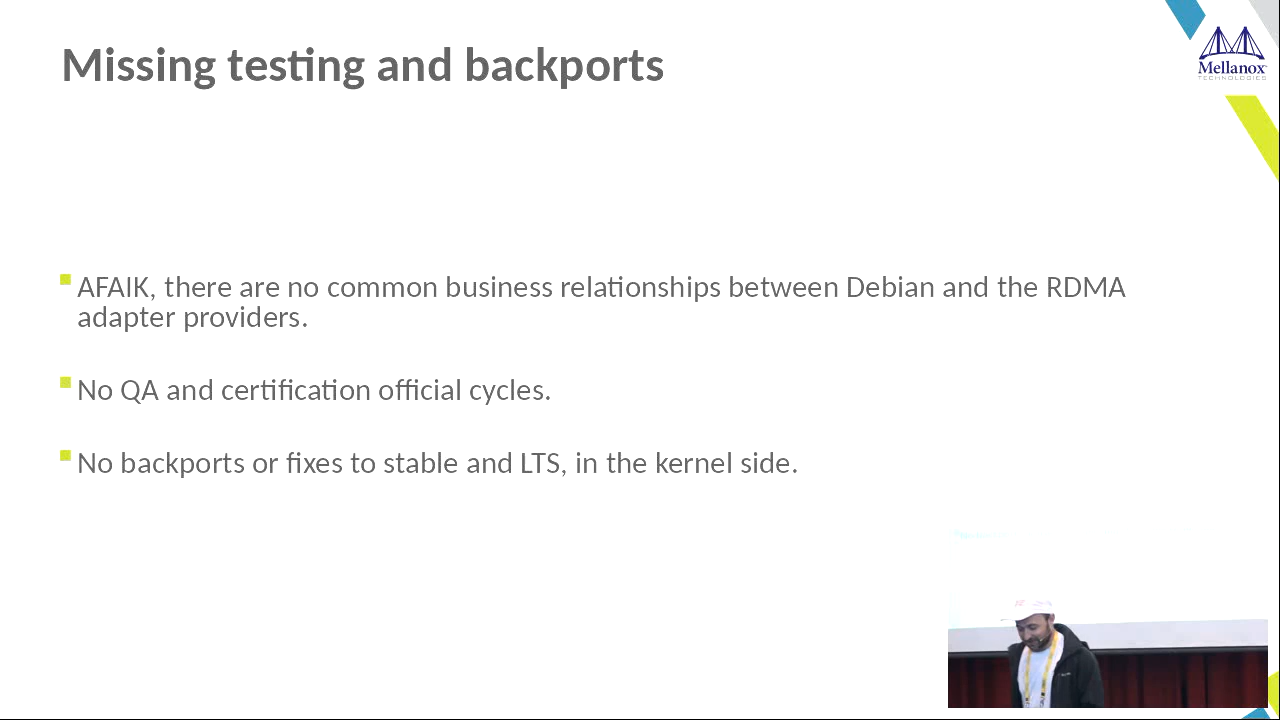 Missing testing and backports
Mellanox
TECHNOLOGIES
AFAIK, there are no common business relationships between Debian and the RDMA
adapter providers.
No QA and certification official cycles.
No backports or fixes to stable and LTS, in the kernel side.